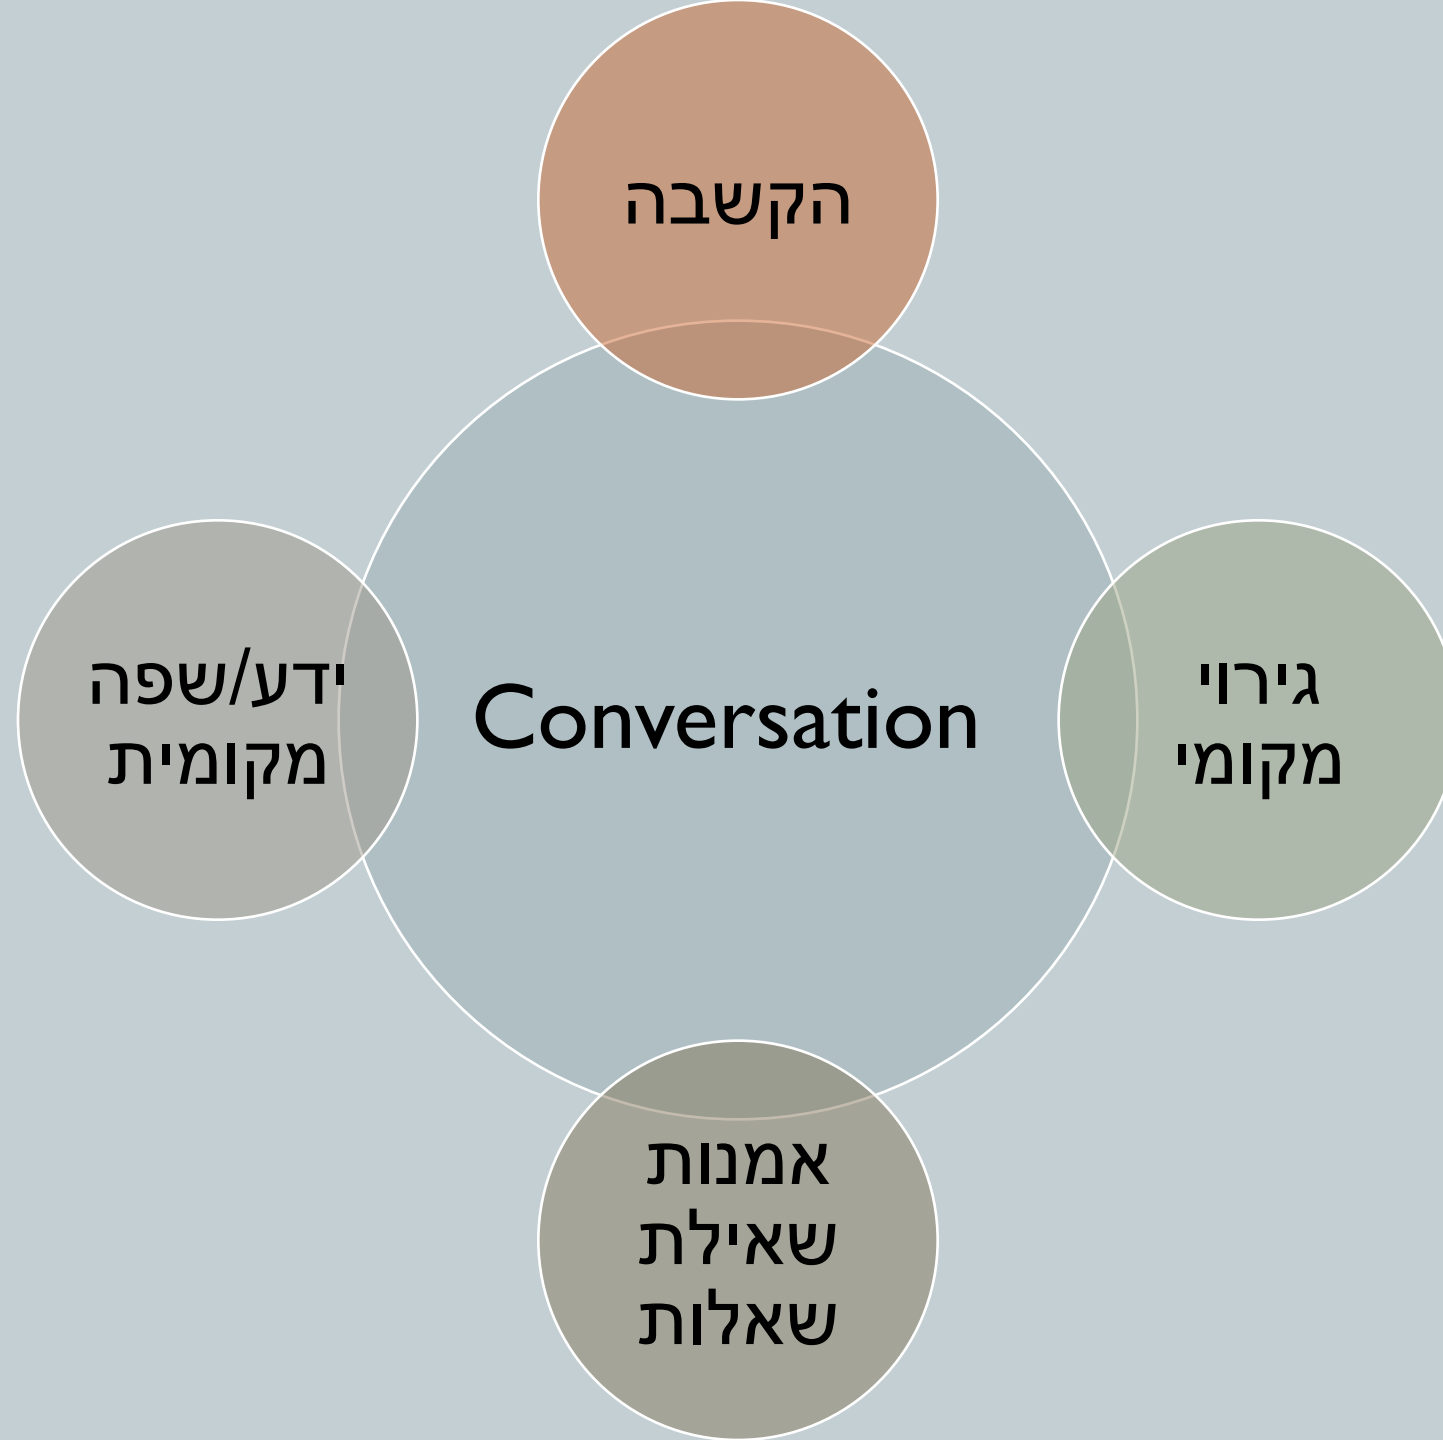 הקשבה
גירוי
מקומי
Conversation
ידע/שפה
מקומית
אמנות
שאילת
שאלות